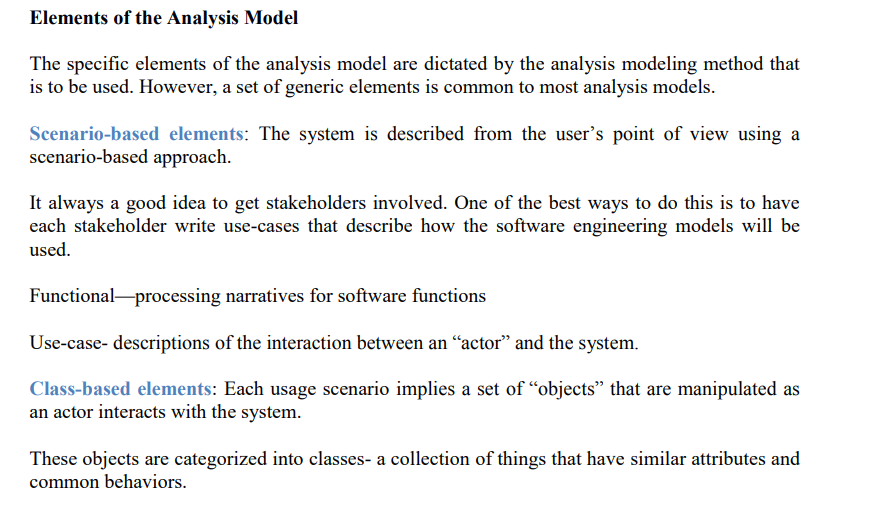 Elements of the Analysis Model
The specific elements of the analysis model are dictated by the analysis modeling method that
is to be used. However, a set of generic elements is common to most analysis models.
Scenario-based elements: The system is described from the user’s point of view using a
scenario-based approach.
It always a good idea to get stakeholders involved. One of the best ways to do this is to have
each stakeholder write use-cases that describe how the software engineering models will be
used.
Functional—processing narratives for software functions
Use-case- descriptions of the interaction between an “actor” and the system.
Class-based elements: Each usage scenario implies a set of “objects” that are manipulated as
an actor interacts with the system.
These objects are categorized into classes- a collection of things that have similar attributes and
common behaviors.